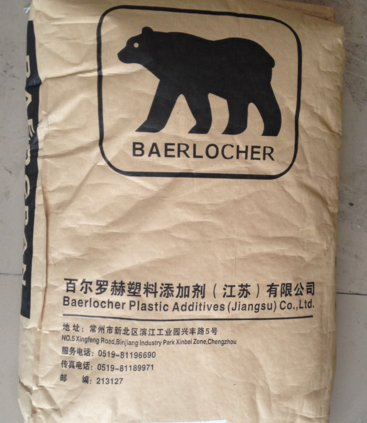 BAERLOCHER
百尔罗赫塑料添加剂（江苏）有限公司
Baerlocher Plastic Additives (Jiangsu) Co.,Ltd.
地 址: 常州市新北区滨江工业园兴丰路5号
NO.5 Xingfeng Road,Binjiang Industry Park Xinbei Zone,Changzhou
服务电话: 0519-81196690
传真电话: 0519-81189971
邮 编: 213127